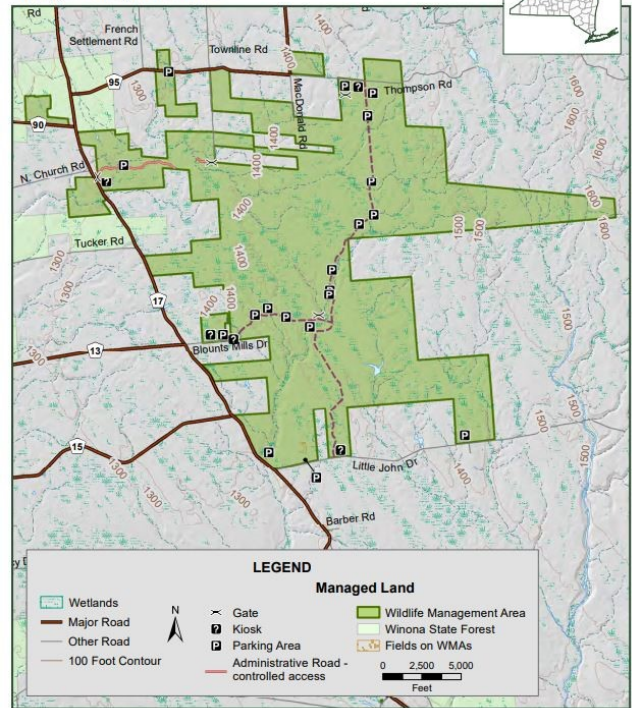 Rd
French
Settlement Rd
Townline Rd
1400
95
1300
MacDonald Rd
P
P
?
P
Thompson Rd
1600
1600
90
P
N. Church Rd
P
?
1400
1400
1400
P
P
P
1500
1500
1600
1600
Tucker Rd
1300
1300
1400
17
P
P
1400
1400
P
P
P
P
?
P
?
Blounts Mills Dr
13
1300
1500
1500
1500
15
1300
1300
P
P
?
P
Little John Dr
P
1400
1500
1500
Barber Rd
LEGEND
Managed Land
Wetlands
Major Road
Other Road
100 Foot Contour
N
Gate
? Kiosk
P Parking Area
Administrative Road -
controlled access
Wildlife Management Area
Winona State Forest
Fields on WMAs
0 2,500 5,000
Feet